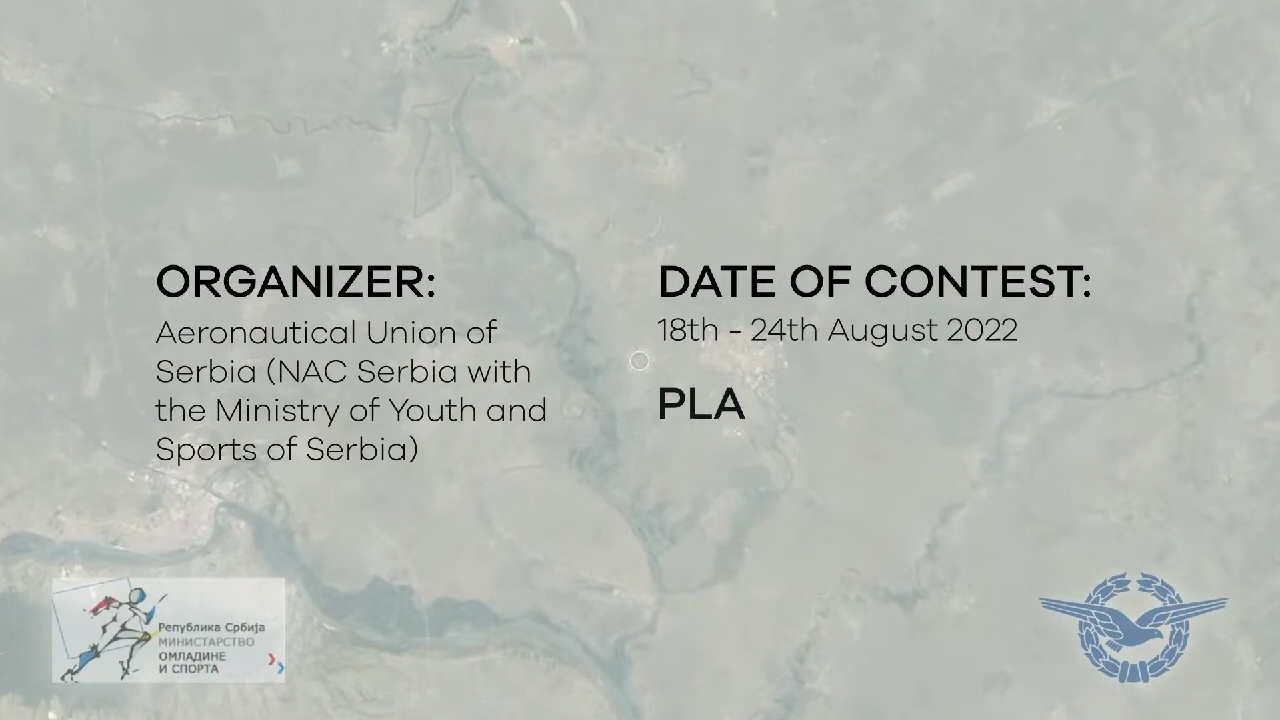 ORGANIZER:
Aeronautical Union of
Serbia (NAC Serbia with
the Ministry of Youth and
Sports of Serbia)
DATE OF CONTEST:
18th - 24th August 2022
PLA
Република Србија
МИНИСТАРСТВО
ОМЛАДИНЕ
И СПОРТА